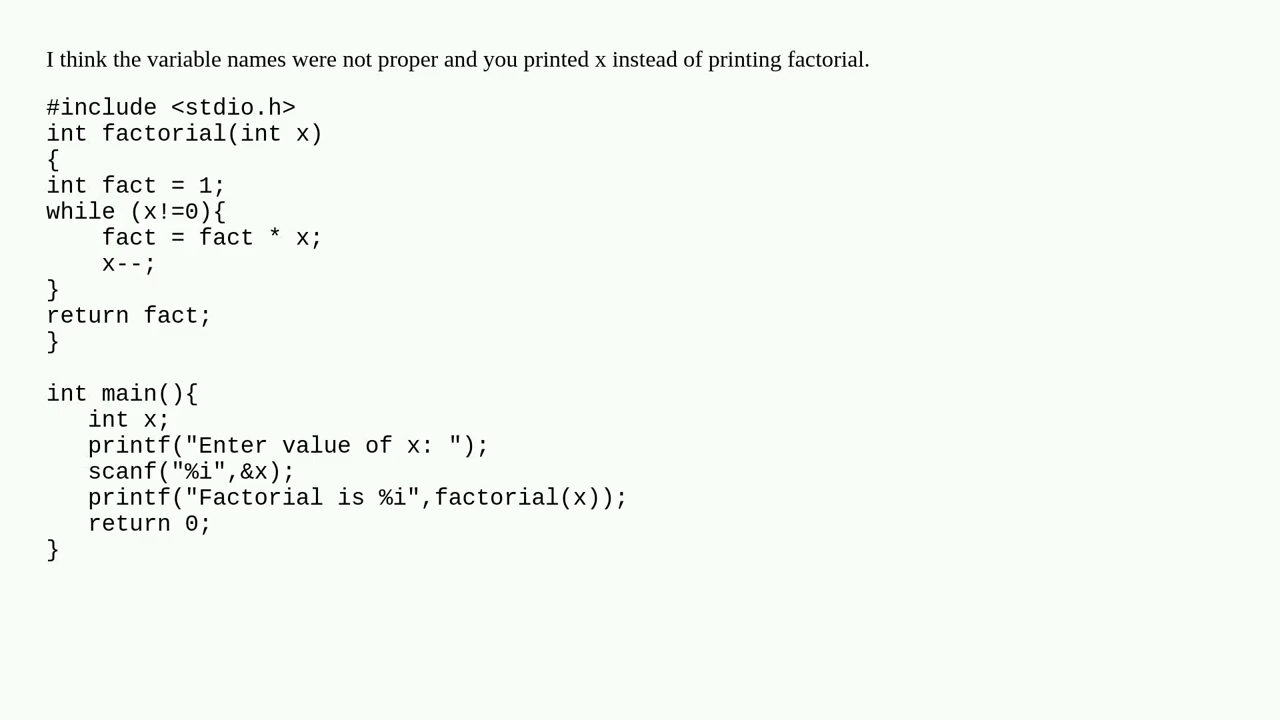 I think the variable names were not proper and you printed x instead of printing factorial.
#include <stdio.h>
int factorial(int x)
{
int fact = 1;
while (x!=0){
    fact = fact * x;
    x--;
}
return fact;
}

int main(){
   int x;
   printf("Enter value of x: ");
   scanf("%i",&x);
   printf("Factorial is %i",factorial(x));
   return 0;
}